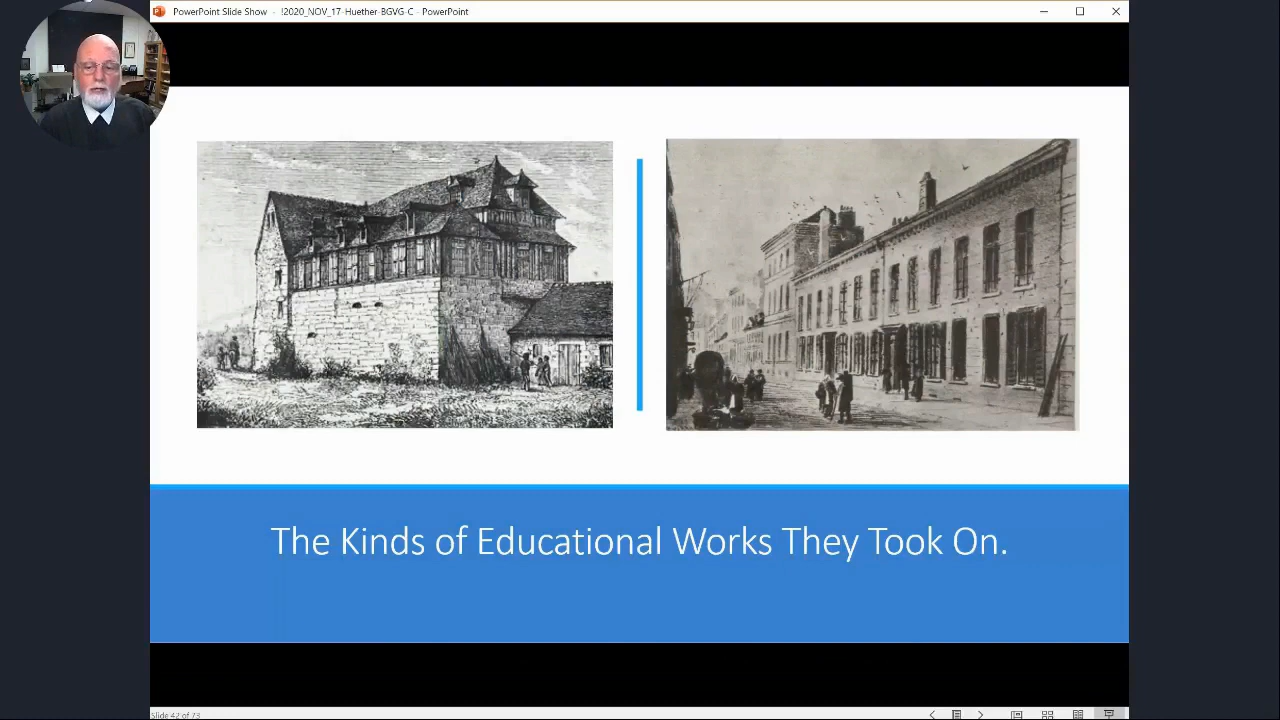 PowerPoint Slide Show - !2020_NOV_17-Huether-BGVG-C - PowerPoint
The Kinds of Educational Works They Took On.
Slide 42 of 73